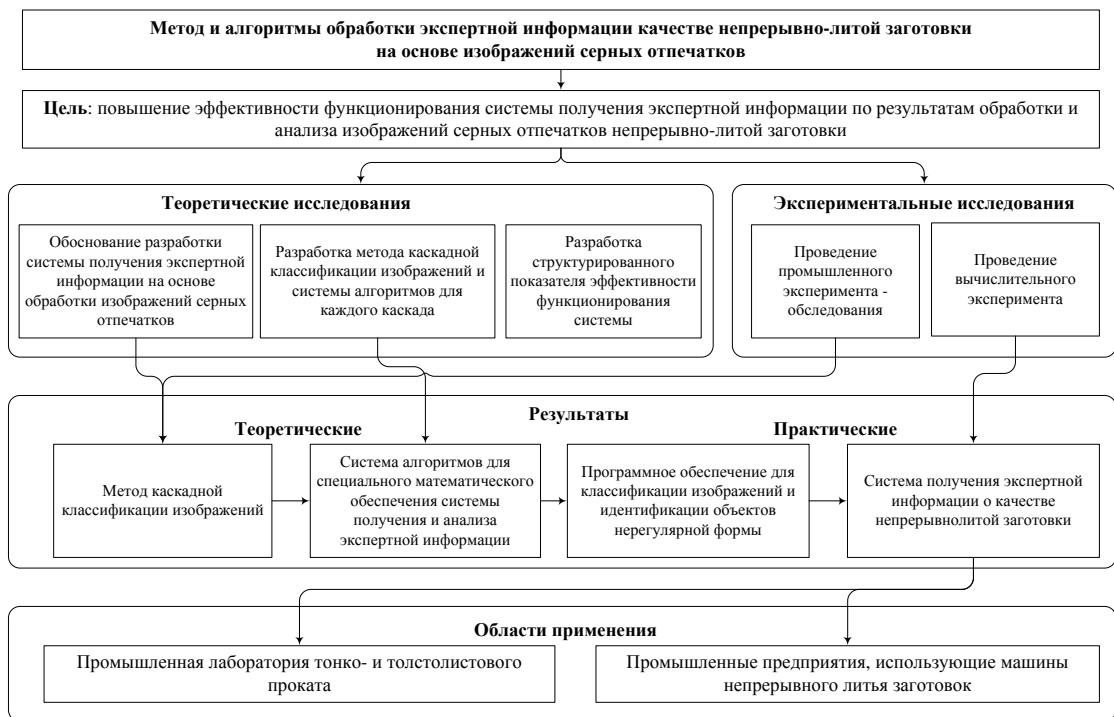 Метод и алгоритмы обработки экспертной информации качестве непрерывно-литой заготовки
на основе изображений серных отпечатков
Цель: повышение эффективности функционирования системы получения экспертной информации по результатам обработки и
анализа изображений серных отпечатков непрерывно-литой заготовки
Теоретические исследования
Обоснование разработки
системы получения экспертной
информации на основе
обработки изображений серных
отпечатков
Разработка метода каскадной
классификации изображений и
системы алгоритмов для
каждого каскада
Разработка
структурированного
показателя эффективности
функционирования
системы
Экспериментальные исследования
Проведение
промышленного
эксперимента -
обследования
Проведение
вычислительного
эксперимента
Результаты
Теоретические
Практические
Метод каскадной
классификации изображений
Система алгоритмов для
специального математического
обеспечения системы
получения и анализа
экспертной информации
Программное обеспечение для
классификации изображений и
идентификации объектов
нерегулярной формы
Система получения экспертной
информации о качестве
непрерывнолитой заготовки
Области применения
Промышленная лаборатория тонко- и толстолистового
проката
Промышленные предприятия, использующие машины
непрерывного литья заготовок